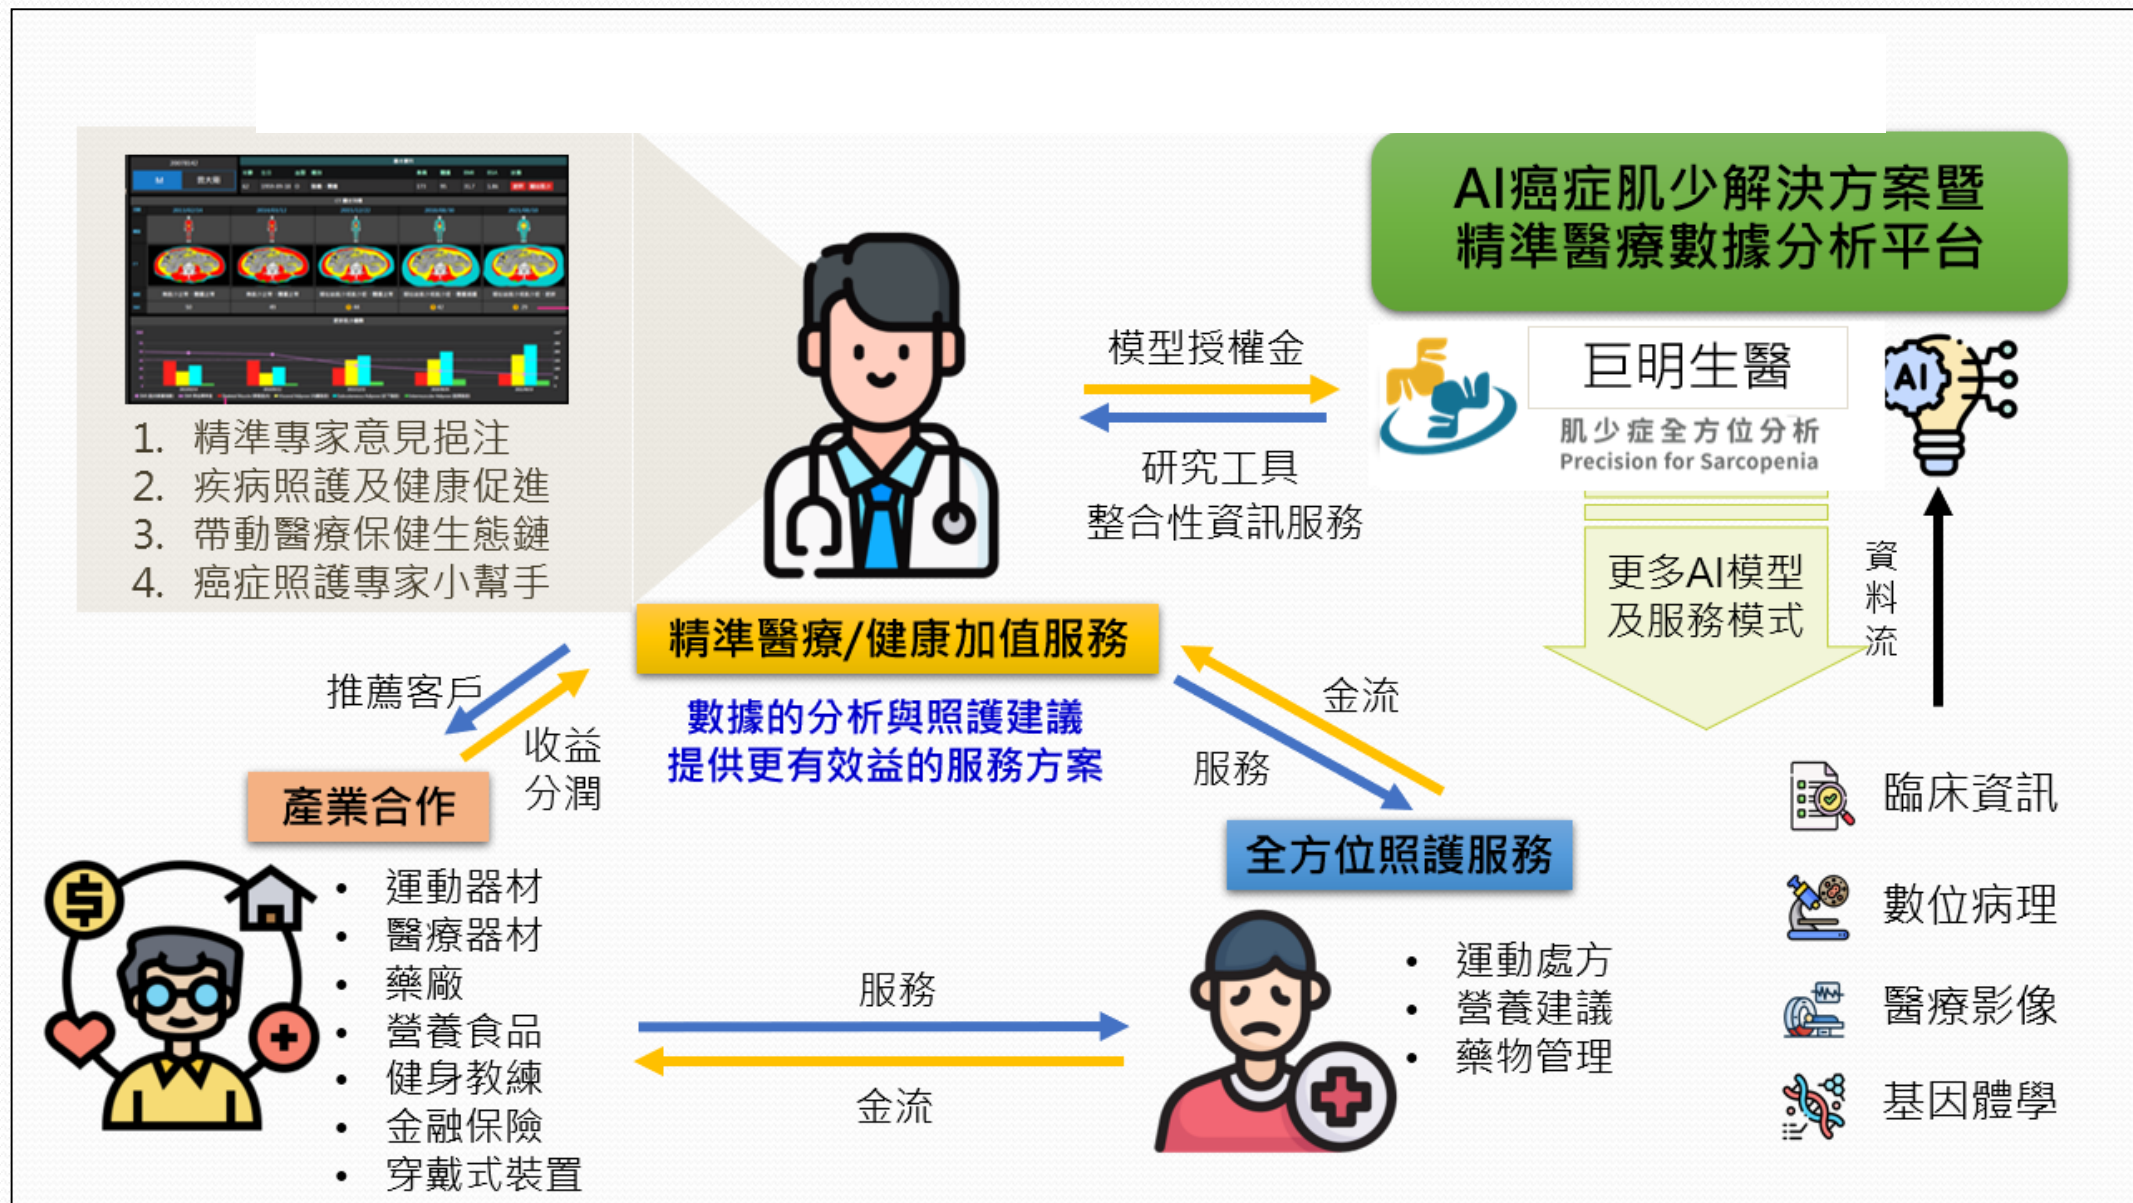 AI癌症肌少解決方案暨
精準醫療數據分析平台
巨明生醫
肌少症全方位分析
Precision for Sarcopenia
AI
1. 精準專家意見挹注
2. 疾病照護及健康促進
3. 帶動醫療保健生態鏈
4. 癌症照護專家小幫手
模型授權金
研究工具
整合性資訊服務
更多AI模型
及服務模式
資料流
精準醫療/健康加值服務
數據的分析與照護建議
提供更有效益的服務方案
推薦客戶
收益
分潤
金流
服務
產業合作
• 運動器材
• 醫療器材
• 藥廠
• 營養食品
• 健身教練
• 金融保險
• 穿戴式裝置
服務
金流
全方位照護服務
• 運動處方
• 營養建議
• 藥物管理
臨床資訊
數位病理
醫療影像
基因體學